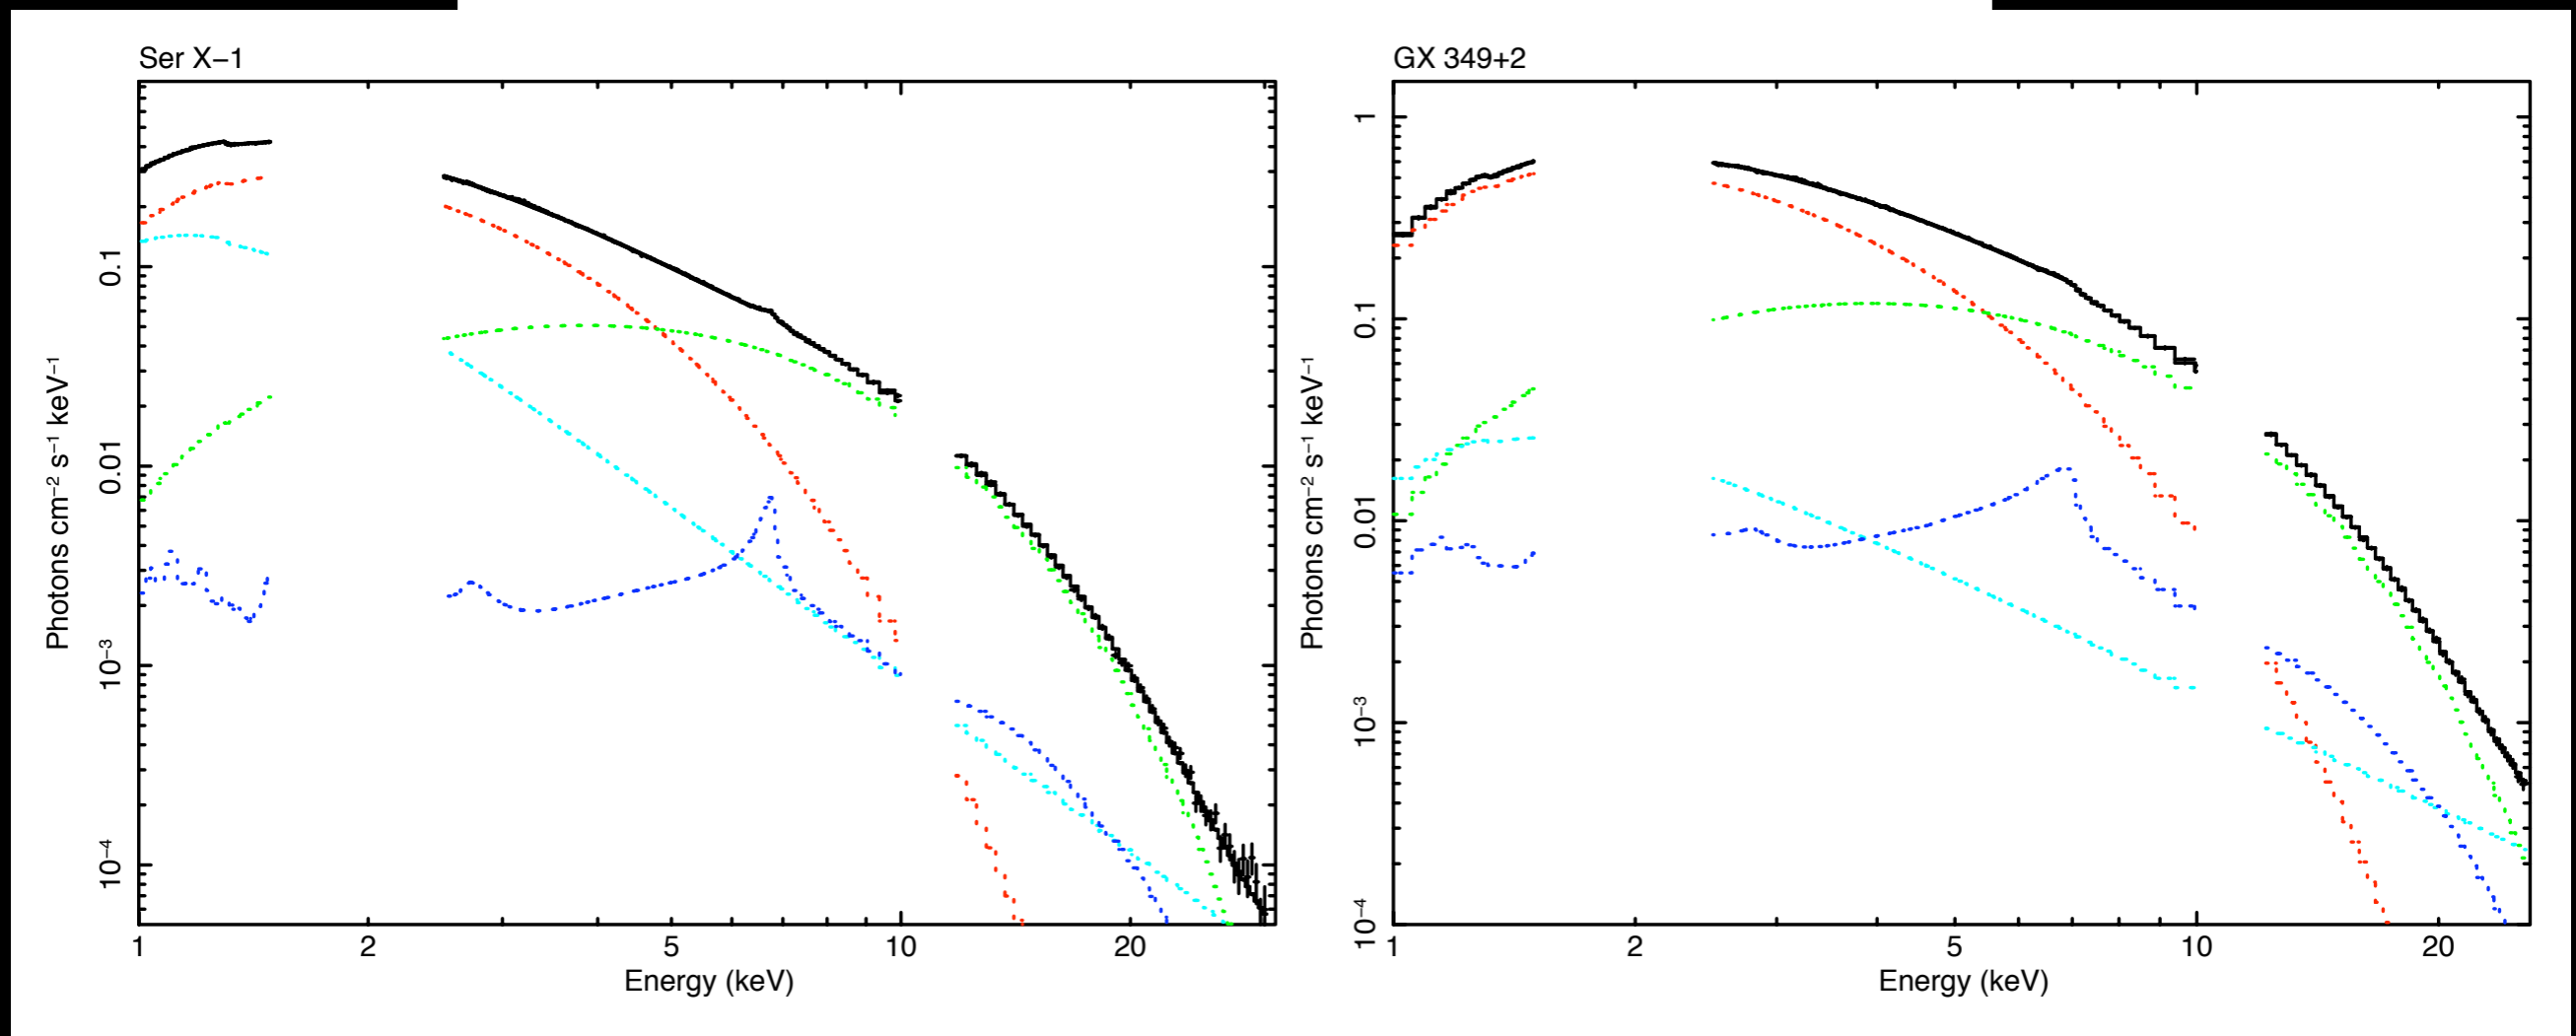 Ser X−1
Photons cm⁻² s⁻¹ keV⁻¹
0.1
0.01
10⁻³
10⁻⁴
1 2 5 10 20
Energy (keV)
GX 349+2
Photons cm⁻² s⁻¹ keV⁻¹
1
0.1
0.01
10⁻³
10⁻⁴
1 2 5 10 20
Energy (keV)